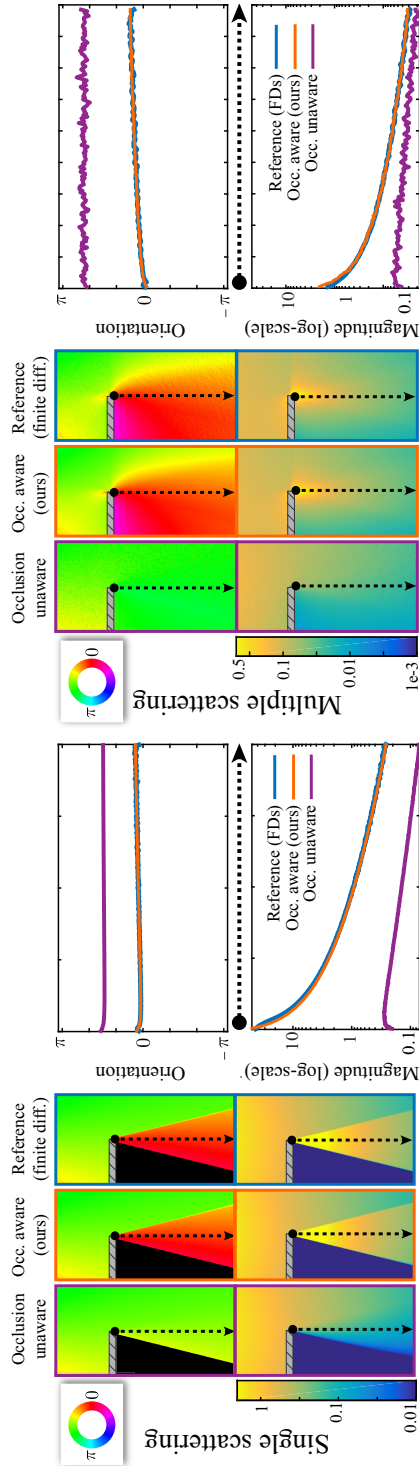 Single scattering
π
0
Occlusion
unaware
Occ. aware
(ours)
Reference
(finite diff.)
1
0.1
0.01
π
0
-π
Orientation
10
1
0.1
Magnitude (log-scale)
Reference (FDs)
Occ. aware (ours)
Occ. unaware
Multiple scattering
π
0
Occlusion
unaware
Occ. aware
(ours)
Reference
(finite diff.)
0.5
0.1
0.01
1e-3
π
0
-π
Orientation
10
1
0.1
Magnitude (log-scale)
Reference (FDs)
Occ. aware (ours)
Occ. unaware